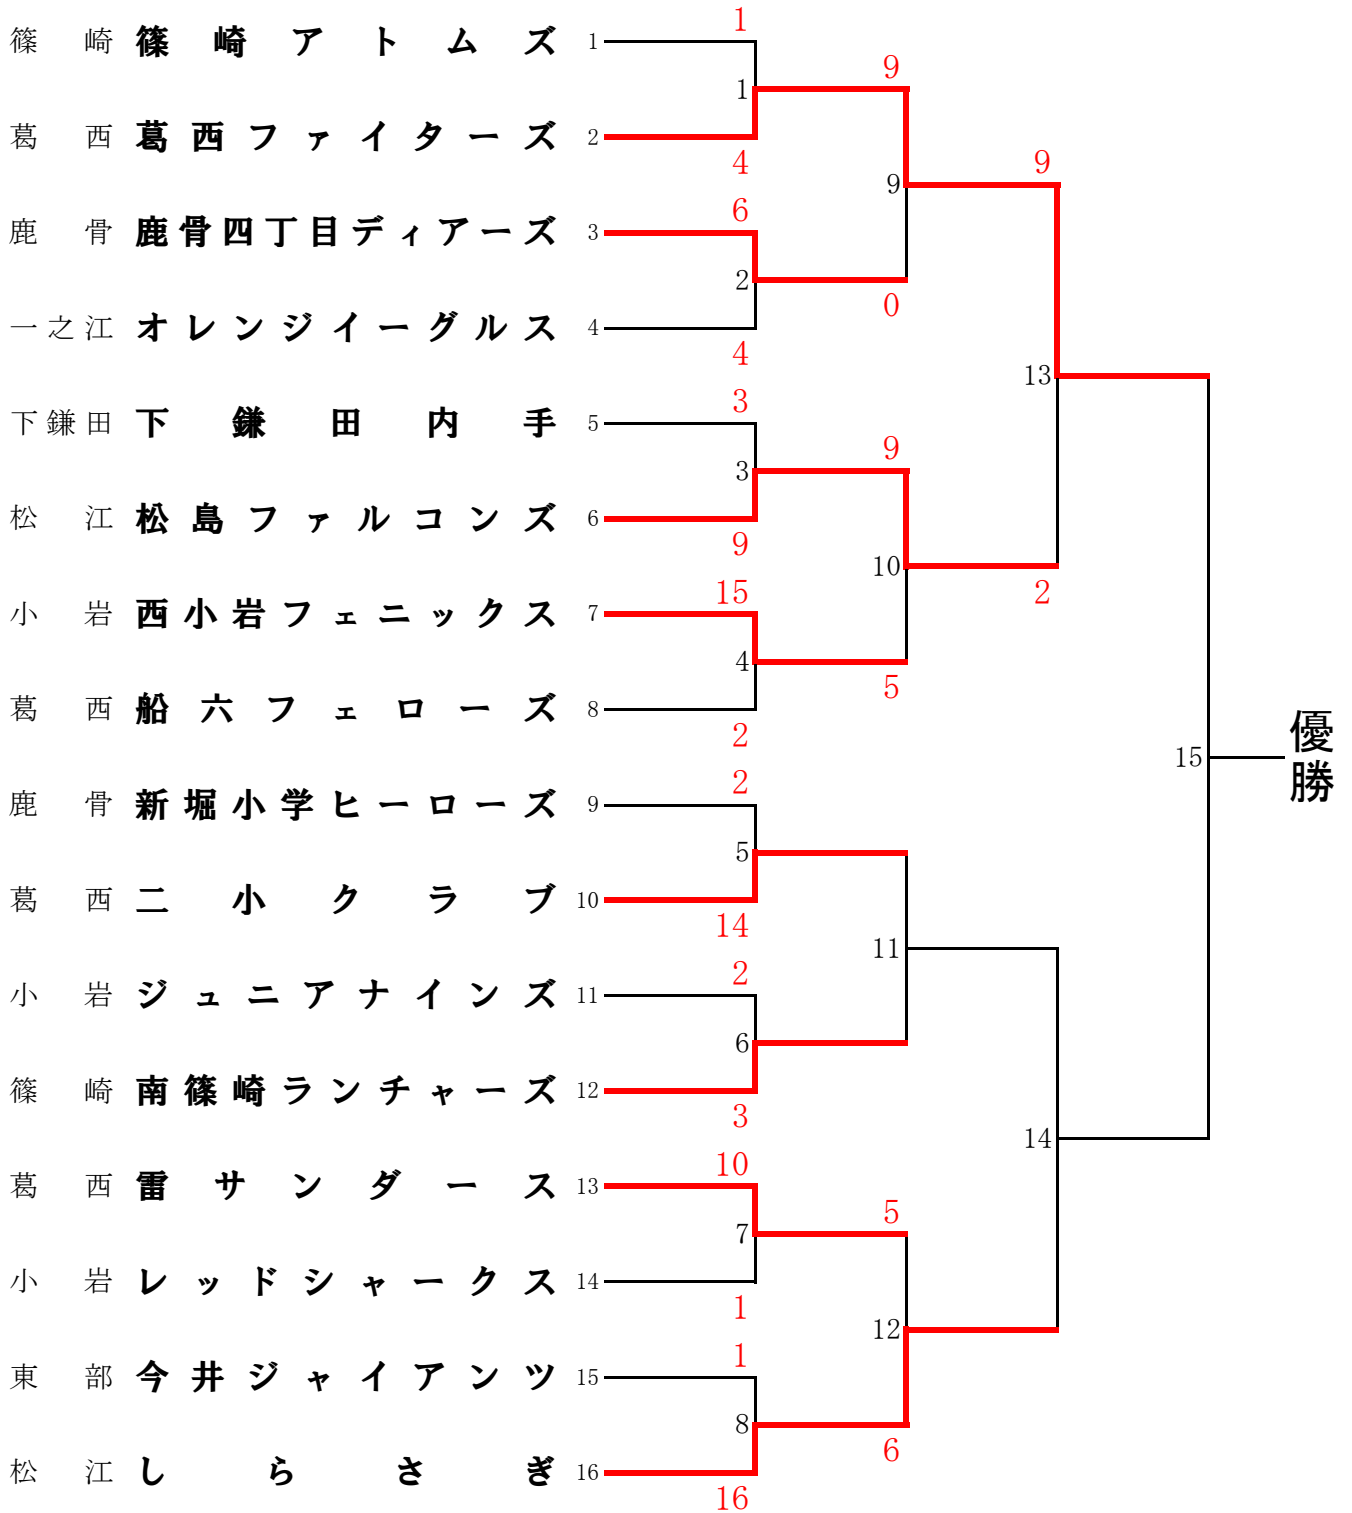 1
篠崎 篠崎アトムズ 1
9
1
葛西 葛西ファイターズ 2
4
9
9
6
鹿骨 鹿骨四丁目ディアーズ 3
2
0
一之江 オレンジイーグルス 4
4
13
3
下鎌田 下鎌田内手 5
9
3
松江 松島ファルコンズ 6
9
10
2
15
西小岩フェニックス 7
小岩
4
5
葛西 船六フェローズ 8
2
15
優勝
2
鹿骨 新堀小学ヒーローズ 9
5
葛西 二小クラブ 10
14
11
2
小岩 ジュニアナインズ 11
6
篠崎 南篠崎ランチャーズ 12
3
14
10
葛西 雷サンダース 13
5
7
小岩 レッドシャークス 14
1
12
1
東部 今井ジャイアンツ 15
8
6
松江 しらさぎ 16
16